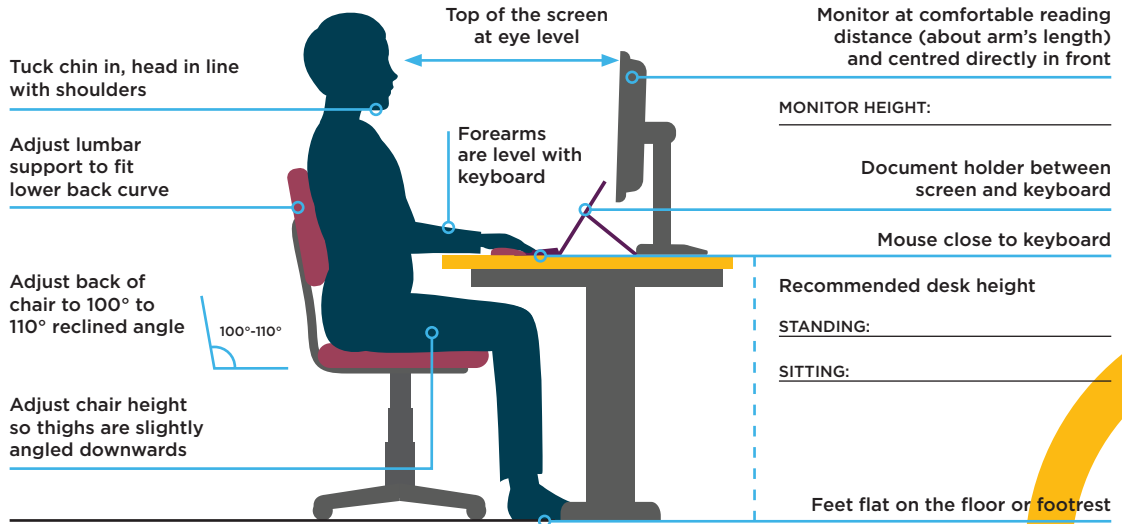 Top of the screen
at eye level
Monitor at comfortable reading
distance (about arm's length)
and centred directly in front
Tuck chin in, head in line
with shoulders
MONITOR HEIGHT:
Adjust lumbar
support to fit
lower back curve
Forearms
are level with
keyboard
Document holder between
screen and keyboard
Mouse close to keyboard
Adjust back of
chair to 100° to
110° reclined angle
100°-110°
Recommended desk height
STANDING:
SITTING:
Adjust chair height
so thighs are slightly
angled downwards
Feet flat on the floor or footrest